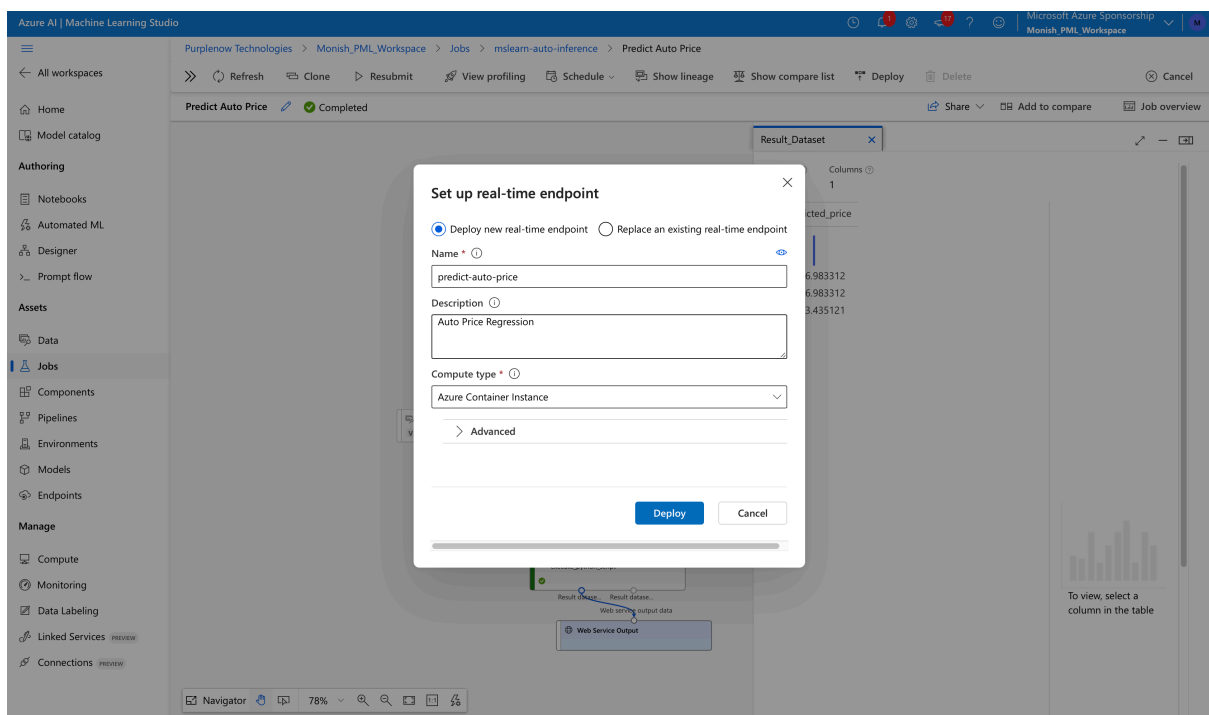 Azure AI | Machine Learning Studio
1
17
?
Microsoft Azure Sponsorship
Monish_PML_Workspace
M
All workspaces
Home
Model catalog
Authoring
Notebooks
Automated ML
Designer
Prompt flow
Assets
Data
Jobs
Components
Pipelines
Environments
Models
Endpoints
Manage
Compute
Monitoring
Data Labeling
Linked Services PREVIEW
Connections PREVIEW
Purplenow Technologies > Monish_PML_Workspace > Jobs > mslearn-auto-inference > Predict Auto Price
Refresh Clone Resubmit View profiling Schedule Show lineage Show compare list Deploy Delete Cancel
Predict Auto Price Completed Share Add to compare Job overview
Result_Dataset
Columns
1
cted_price
6.983312
6.983312
3.435121
To view, select a
column in the table
Set up real-time endpoint
Deploy new real-time endpoint Replace an existing real-time endpoint
Name *
predict-auto-price
Description
Auto Price Regression
Compute type *
Azure Container Instance
Advanced
Deploy Cancel
Result datase... Result datase...
Web service output data
Web Service Output
Navigator 78% 1:1